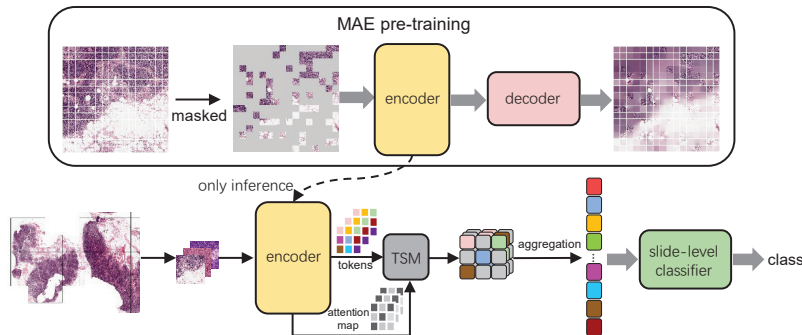 MAE pre-training
masked
encoder
decoder
only inference
encoder
tokens
attention
map
TSM
aggregation
slide-level
classifier
class